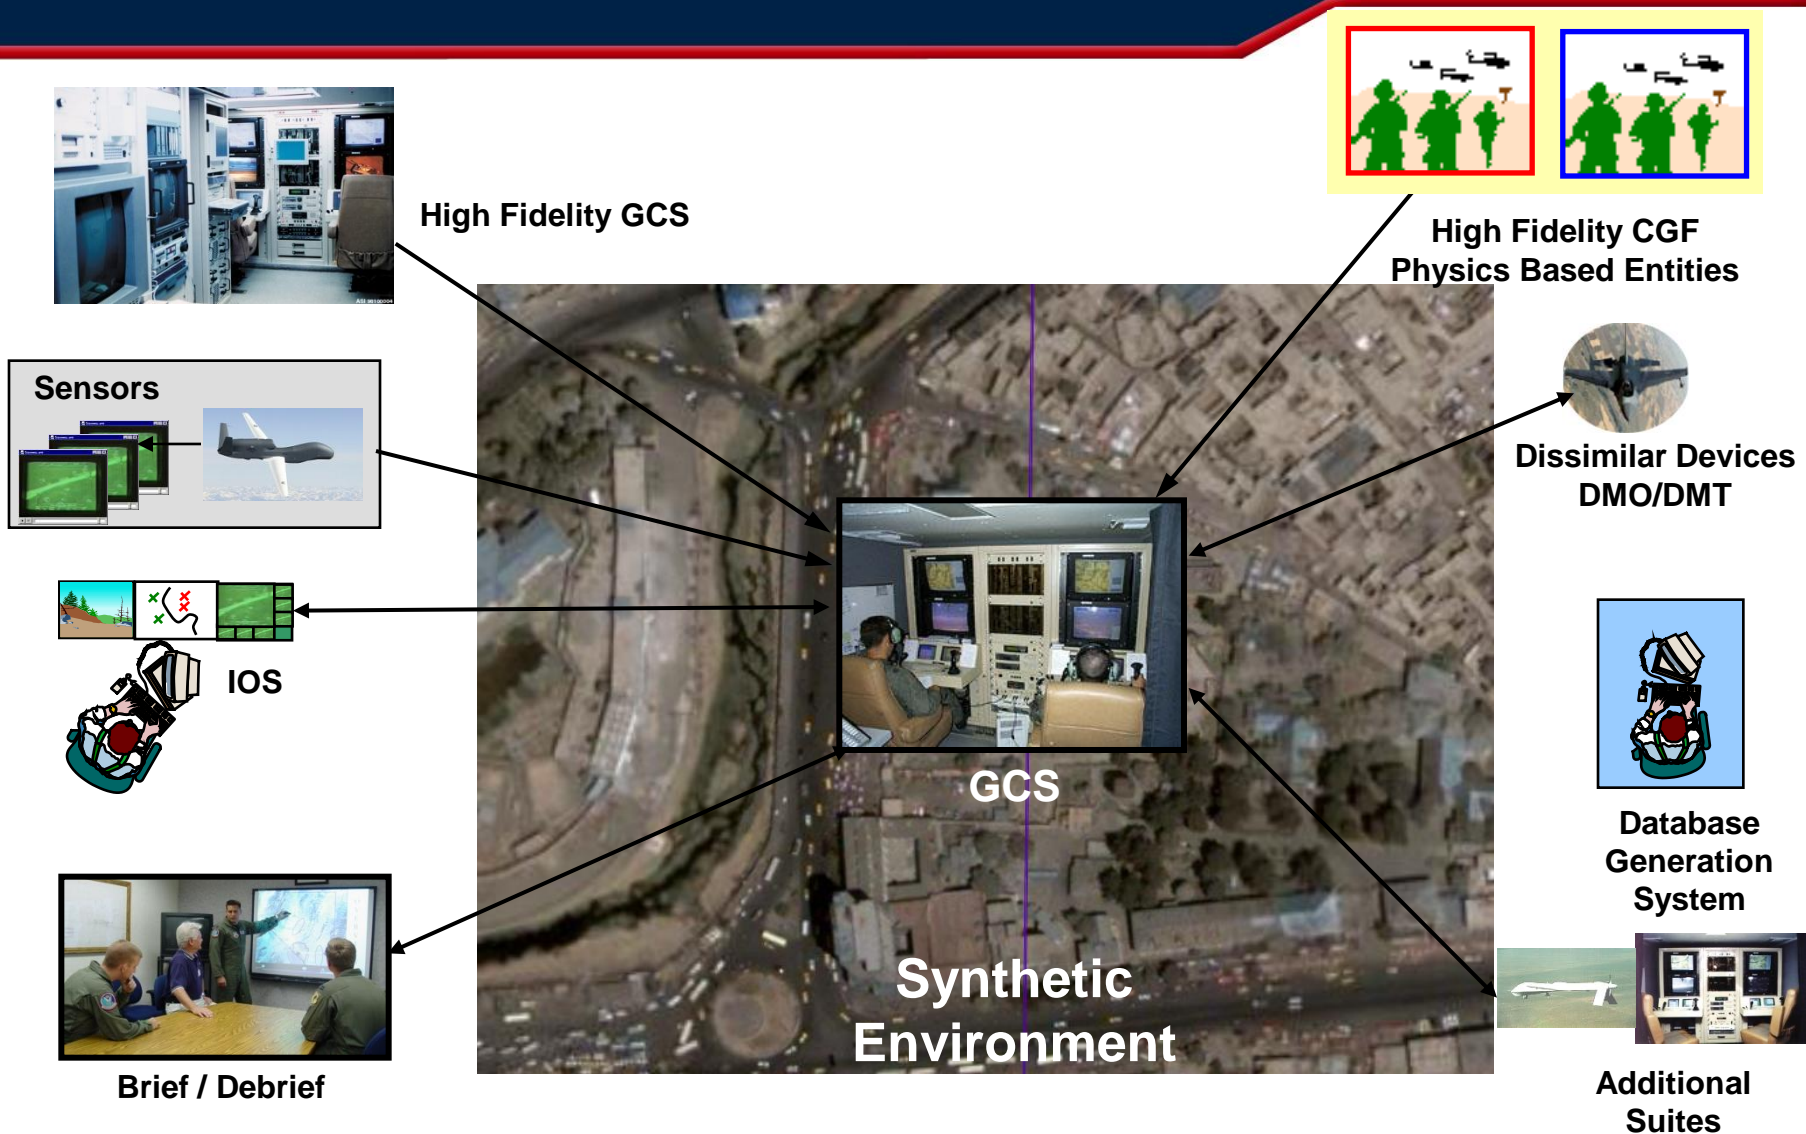 High Fidelity GCS
High Fidelity CGF
Physics Based Entities
Sensors
Dissimilar Devices
DMO/DMT
IOS
GCS
Database
Generation
System
Synthetic
Environment
Brief / Debrief
Additional
Suites